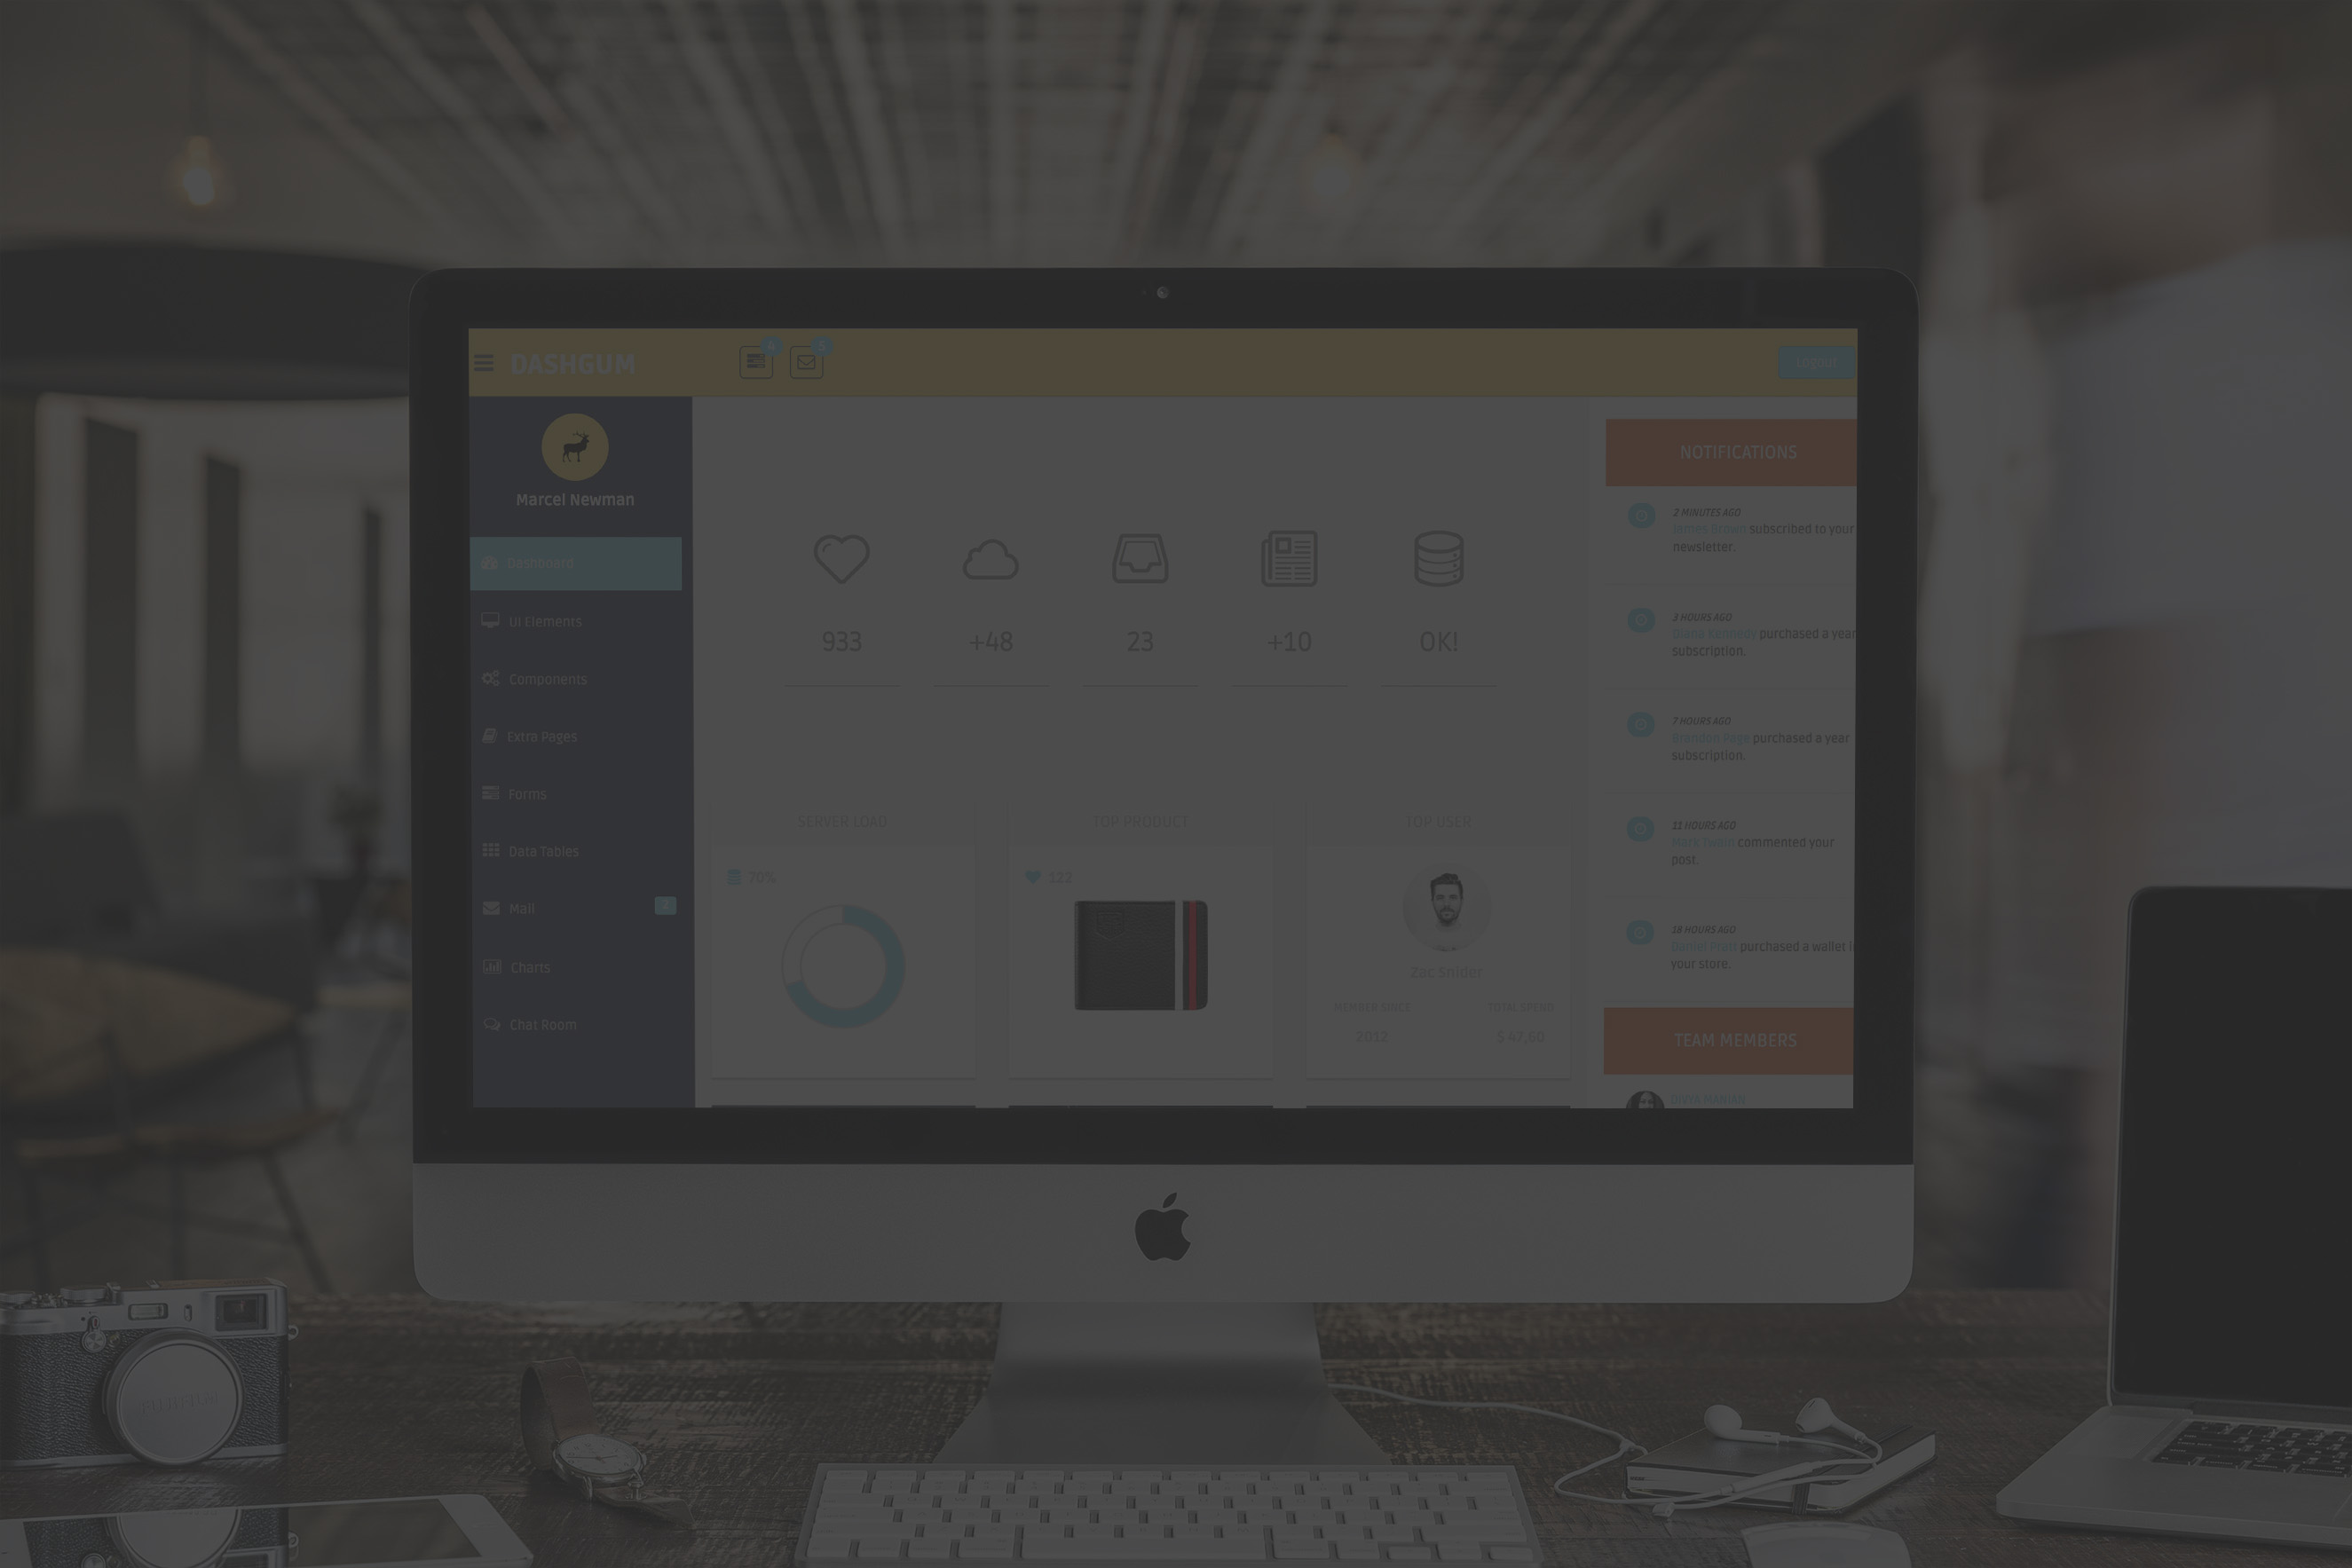 DASHGUM
4
5
Logout
Marcel Newman
Dashboard
UI Elements
Components
Extra Pages
Forms
Data Tables
Mail
2
Charts
Chat Room
933
+48
23
+10
OK!
SERVER LOAD
70%
TOP PRODUCT
122
TOP USER
Zac Snider
MEMBER SINCE
TOTAL SPEND
2012
$ 47,60
NOTIFICATIONS
2 MINUTES AGO
James Brown subscribed to your
newsletter.
3 HOURS AGO
Diana Kennedy purchased a year
subscription.
7 HOURS AGO
Brandon Page purchased a year
subscription.
11 HOURS AGO
Mark Twain commented your
post.
18 HOURS AGO
Daniel Pratt purchased a wallet i
your store.
TEAM MEMBERS
DIVYA MANIAN
FUJIFILM